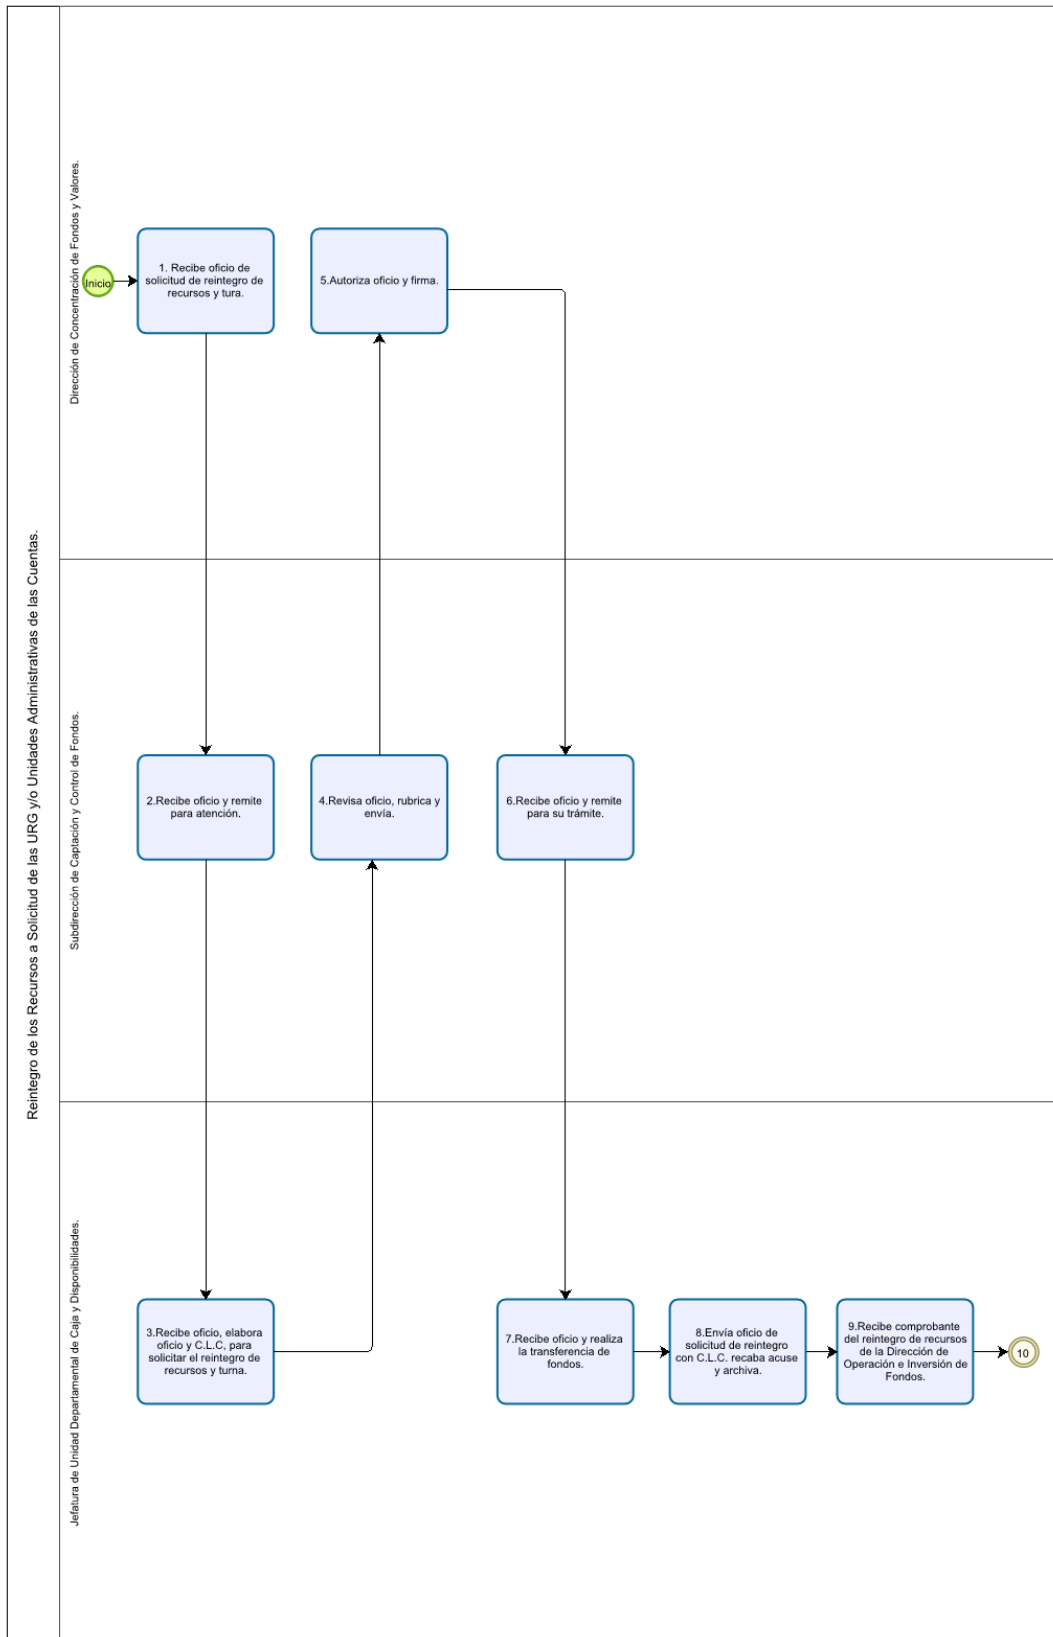 Reintegro de los Recursos a Solicitud de las URG y/o Unidades Administrativas de las Cuentas.
Dirección de Concentración de Fondos y Valores.
Inicio
1. Recibe oficio de
solicitud de reintegro de
recursos y tura.
5.Autoriza oficio y firma.
Subdirección de Captación y Control de Fondos.
2.Recibe oficio y remite
para atención.
4.Revisa oficio, rubrica y
envía.
6.Recibe oficio y remite
para su trámite.
Jefatura de Unidad Departamental de Caja y Disponibilidades.
3.Recibe oficio, elabora
oficio y C.L.C, para
solicitar el reintegro de
recursos y turna.
7.Recibe oficio y realiza
la transferencia de
fondos.
8.Envía oficio de
solicitud de reintegro
con C.L.C. recaba acuse
y archiva.
9.Recibe comprobante
del reintegro de recursos
de la Dirección de
Operación e Inversión de
Fondos.
10